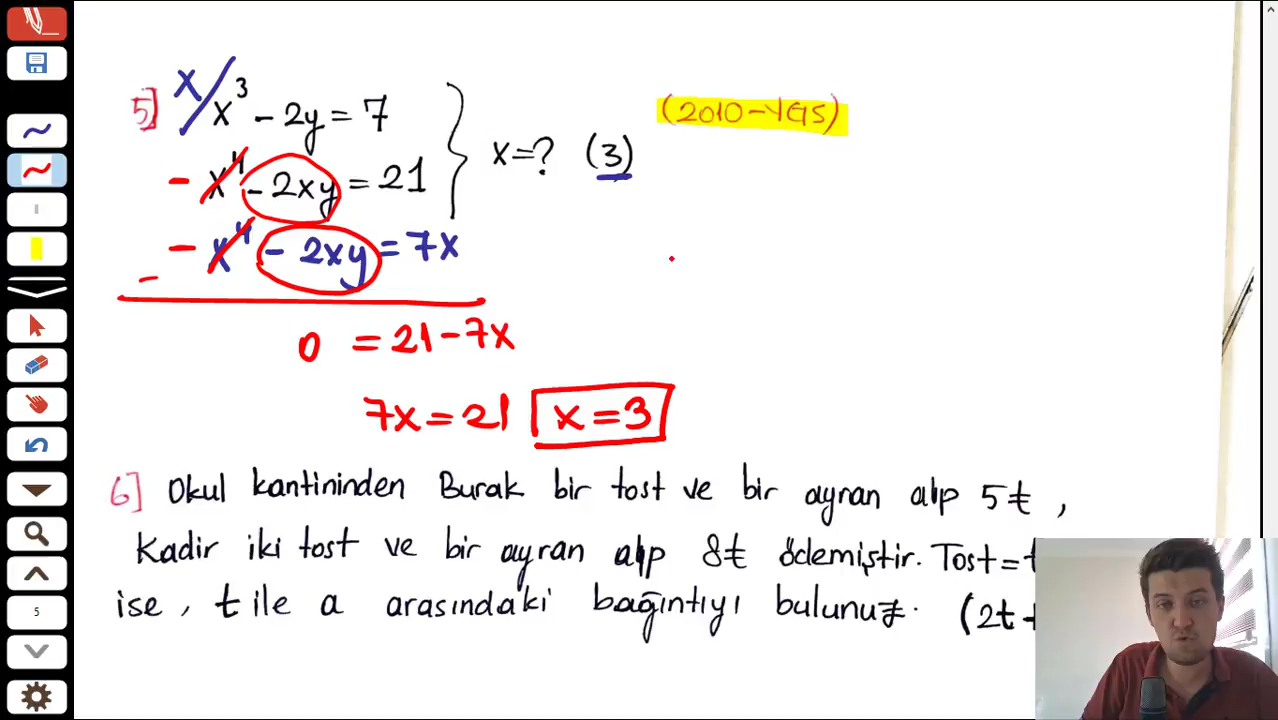 5] x/ x³ - 2y = 7
(2010-YGS)
x=? (3)
- x⁴ - 2xy = 21
- x⁴ - 2xy = 7x
0 = 21-7x
7x = 21 x = 3
6] Okul kantininden Burak bir tost ve bir ayran alıp 5₺,
Kadir iki tost ve bir ayran alıp 8₺ ödemiştir. Tost=t
ise, t ile a arasındaki bağıntıyı bulunuz. (2t+
5